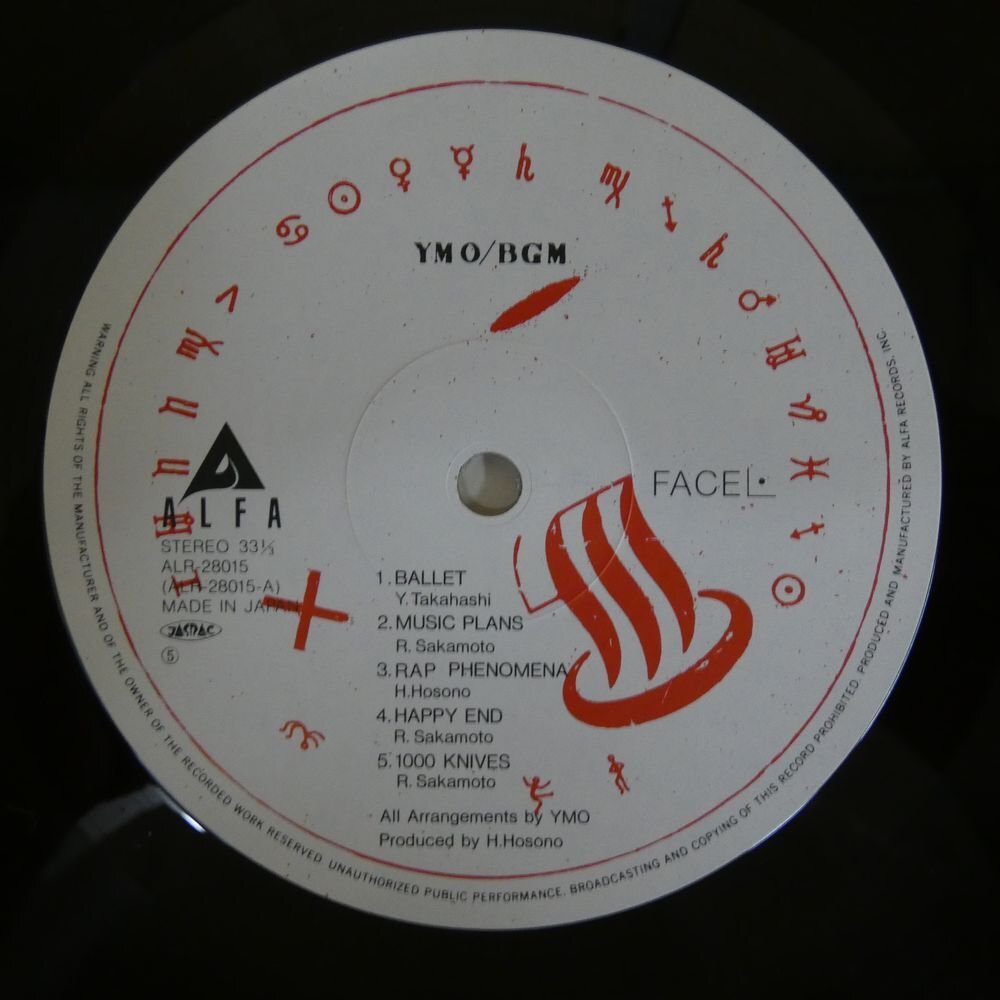 YMO/BGM
FACE
ALFA
STEREO 33⅓
ALR-28015
(ALR-28015-A)
MADE IN JAPAN
JASRAC
⑤
1. BALLET
Y. Takahashi
2. MUSIC PLANS
R. Sakamoto
3. RAP PHENOMENA
H. Hosono
4. HAPPY END
R. Sakamoto
5. 1000 KNIVES
R. Sakamoto
All Arrangements by YMO
Produced by H. Hosono
WARNING ALL RIGHTS OF THE MANUFACTURER AND OF THE OWNER OF THE RECORDED WORK RESERVED. UNAUTHORIZED PUBLIC PERFORMANCE, BROADCASTING AND COPYING OF THIS RECORD PROHIBITED. PRODUCED AND MANUFACTURED BY ALFA RECORDS, INC.